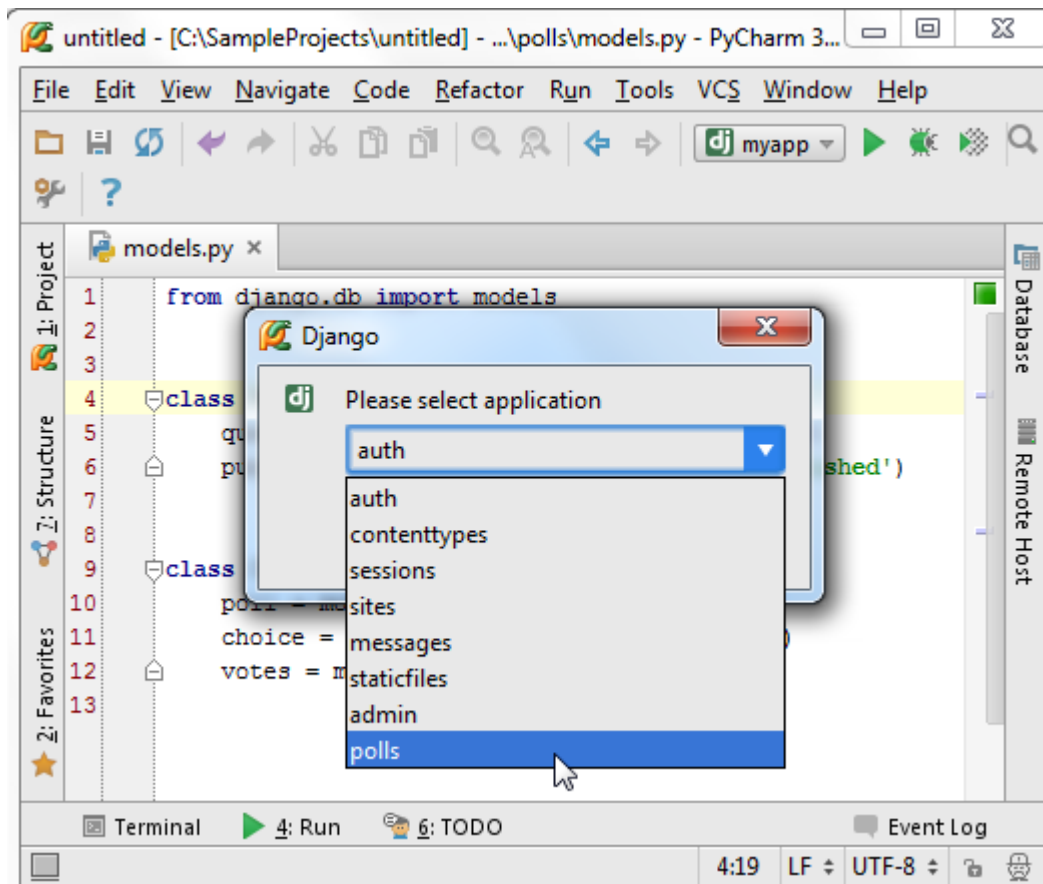 untitled - [C:\SampleProjects\untitled] - ...\polls\models.py - PyCharm 3...
File Edit View Navigate Code Refactor Run Tools VCS Window Help
dj myapp
?
1: Project
7: Structure
2: Favorites
models.py ×
1 from django.db import models
2
3
4 class
5
6 shed')
7
8
9 class
10
11 choice =
12 votes =
13
Django
dj Please select application
auth
auth
contenttypes
sessions
sites
messages
staticfiles
admin
polls
Database
Remote Host
Terminal 4: Run 6: TODO Event Log
4:19 LF UTF-8